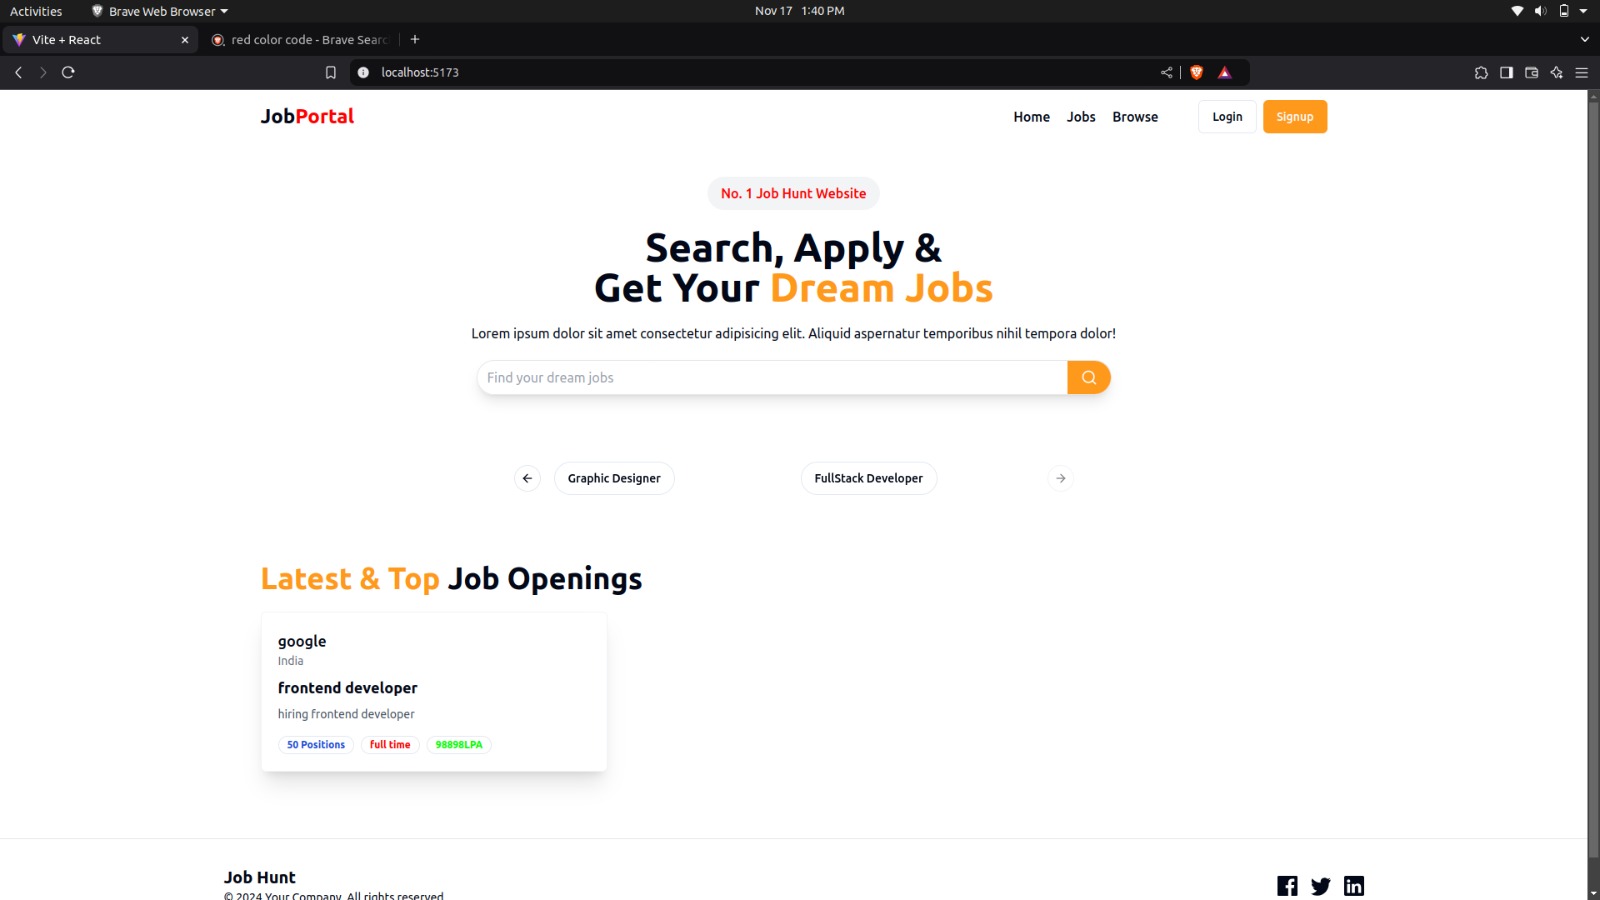 Activities Brave Web Browser Nov 17 1:40 PM
Vite + React red color code - Brave Searc
localhost:5173
JobPortal Home Jobs Browse Login Signup
No. 1 Job Hunt Website
Search, Apply &
Get Your Dream Jobs
Lorem ipsum dolor sit amet consectetur adipisicing elit. Aliquid aspernatur temporibus nihil tempora dolor!
Find your dream jobs
Graphic Designer FullStack Developer
Latest & Top Job Openings
google
India
frontend developer
hiring frontend developer
50 Positions full time 98898LPA
Job Hunt
© 2024 Your Company. All rights reserved